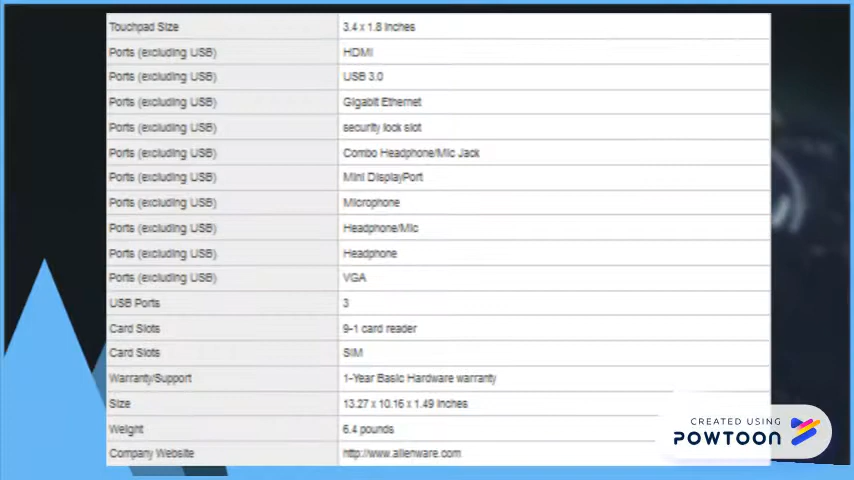 Touchpad Size 3.4 x 1.8 inches
Ports (excluding USB) HDMI
Ports (excluding USB) USB 3.0
Ports (excluding USB) Gigabit Ethernet
Ports (excluding USB) security lock slot
Ports (excluding USB) Combo Headphone/Mic Jack
Ports (excluding USB) Mini DisplayPort
Ports (excluding USB) Microphone
Ports (excluding USB) Headphone/Mic
Ports (excluding USB) Headphone
Ports (excluding USB) VGA
USB Ports 3
Card Slots 9-1 card reader
Card Slots SIM
Warranty/Support 1-Year Basic Hardware warranty
Size 13.27 x 10.16 x 1.49 inches
Weight 6.4 pounds
Company Website http://www.alienware.com
CREATED USING
POWTOON